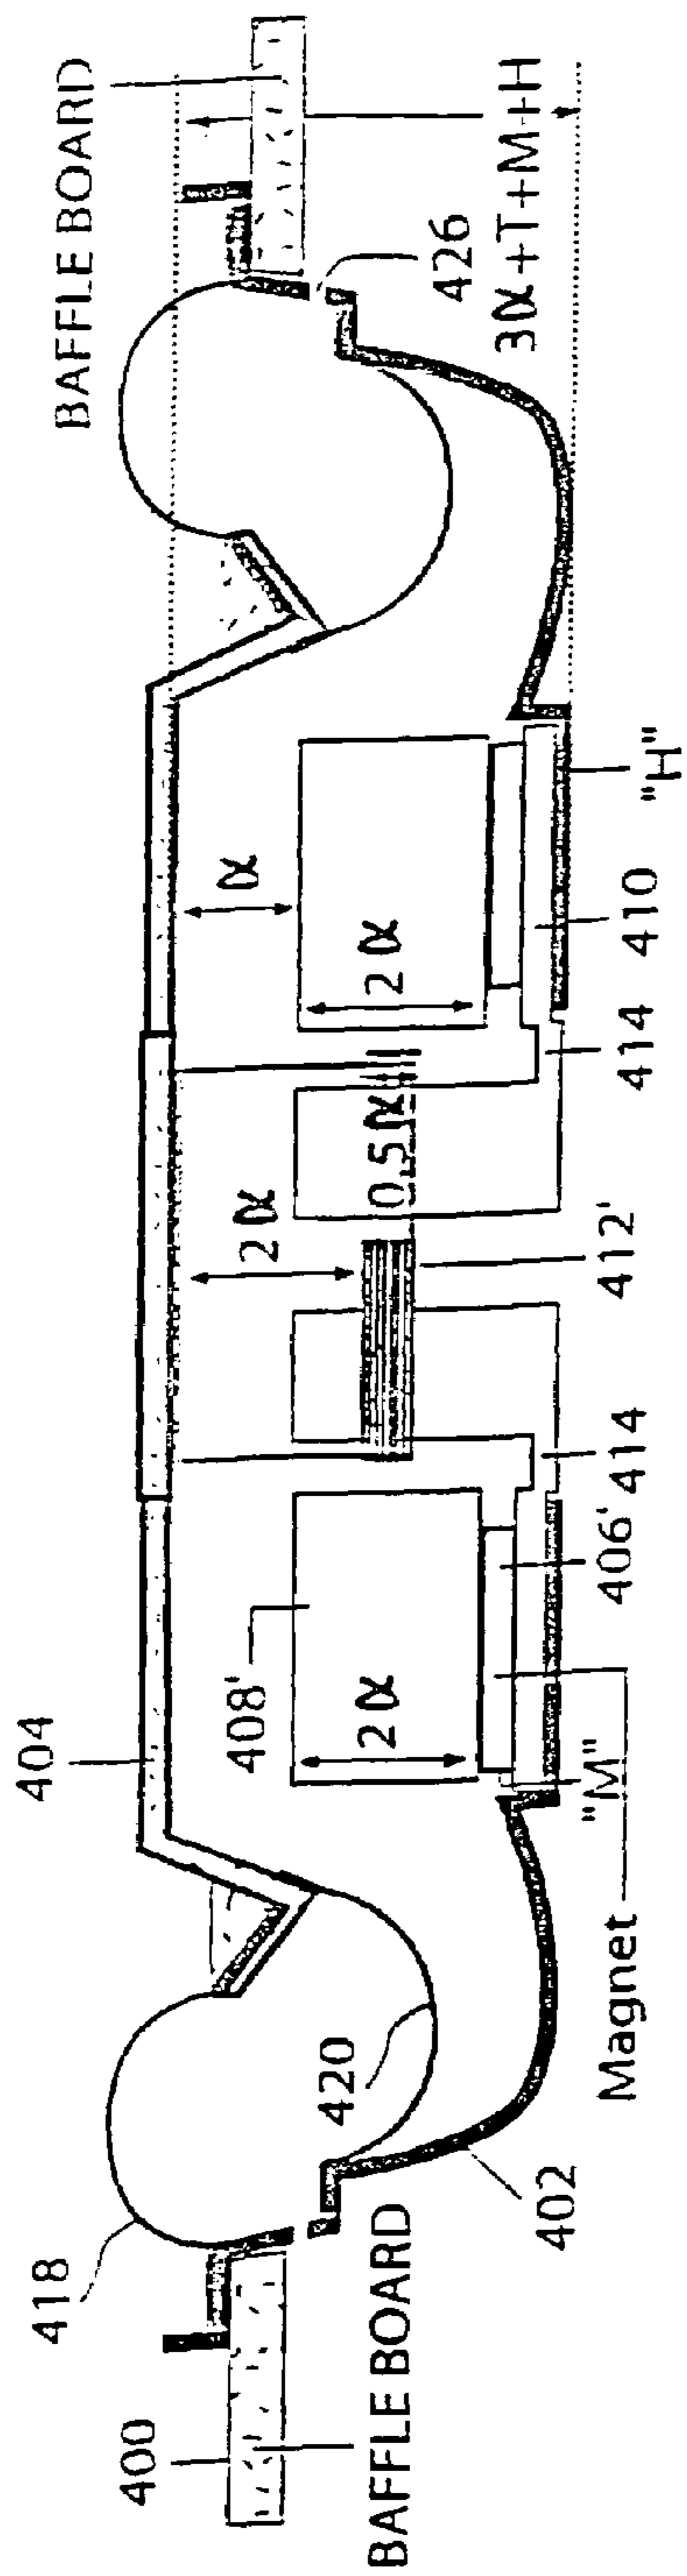 BAFFLE BOARD
3α+T+M+H
426
α
2α
"H"
410
414
0.5α
2α
412'
414
406'
408'
2α
"M"
Magnet
404
420
402
418
400
BAFFLE BOARD